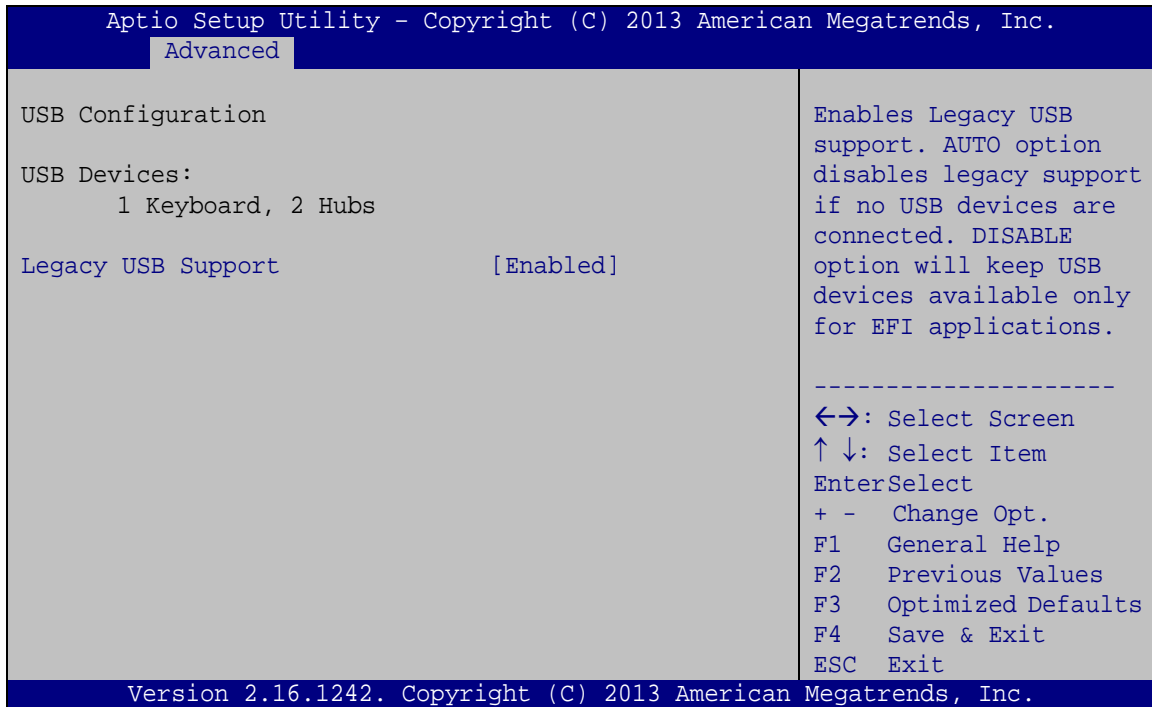 Aptio Setup Utility – Copyright (C) 2013 American Megatrends, Inc.
Advanced
USB Configuration
USB Devices:
1 Keyboard, 2 Hubs
Legacy USB Support [Enabled]
Enables Legacy USB
support. AUTO option
disables legacy support
if no USB devices are
connected. DISABLE
option will keep USB
devices available only
for EFI applications.
---------------------
←→: Select Screen
↑ ↓: Select Item
EnterSelect
+ - Change Opt.
F1 General Help
F2 Previous Values
F3 Optimized Defaults
F4 Save & Exit
ESC Exit
Version 2.16.1242. Copyright (C) 2013 American Megatrends, Inc.